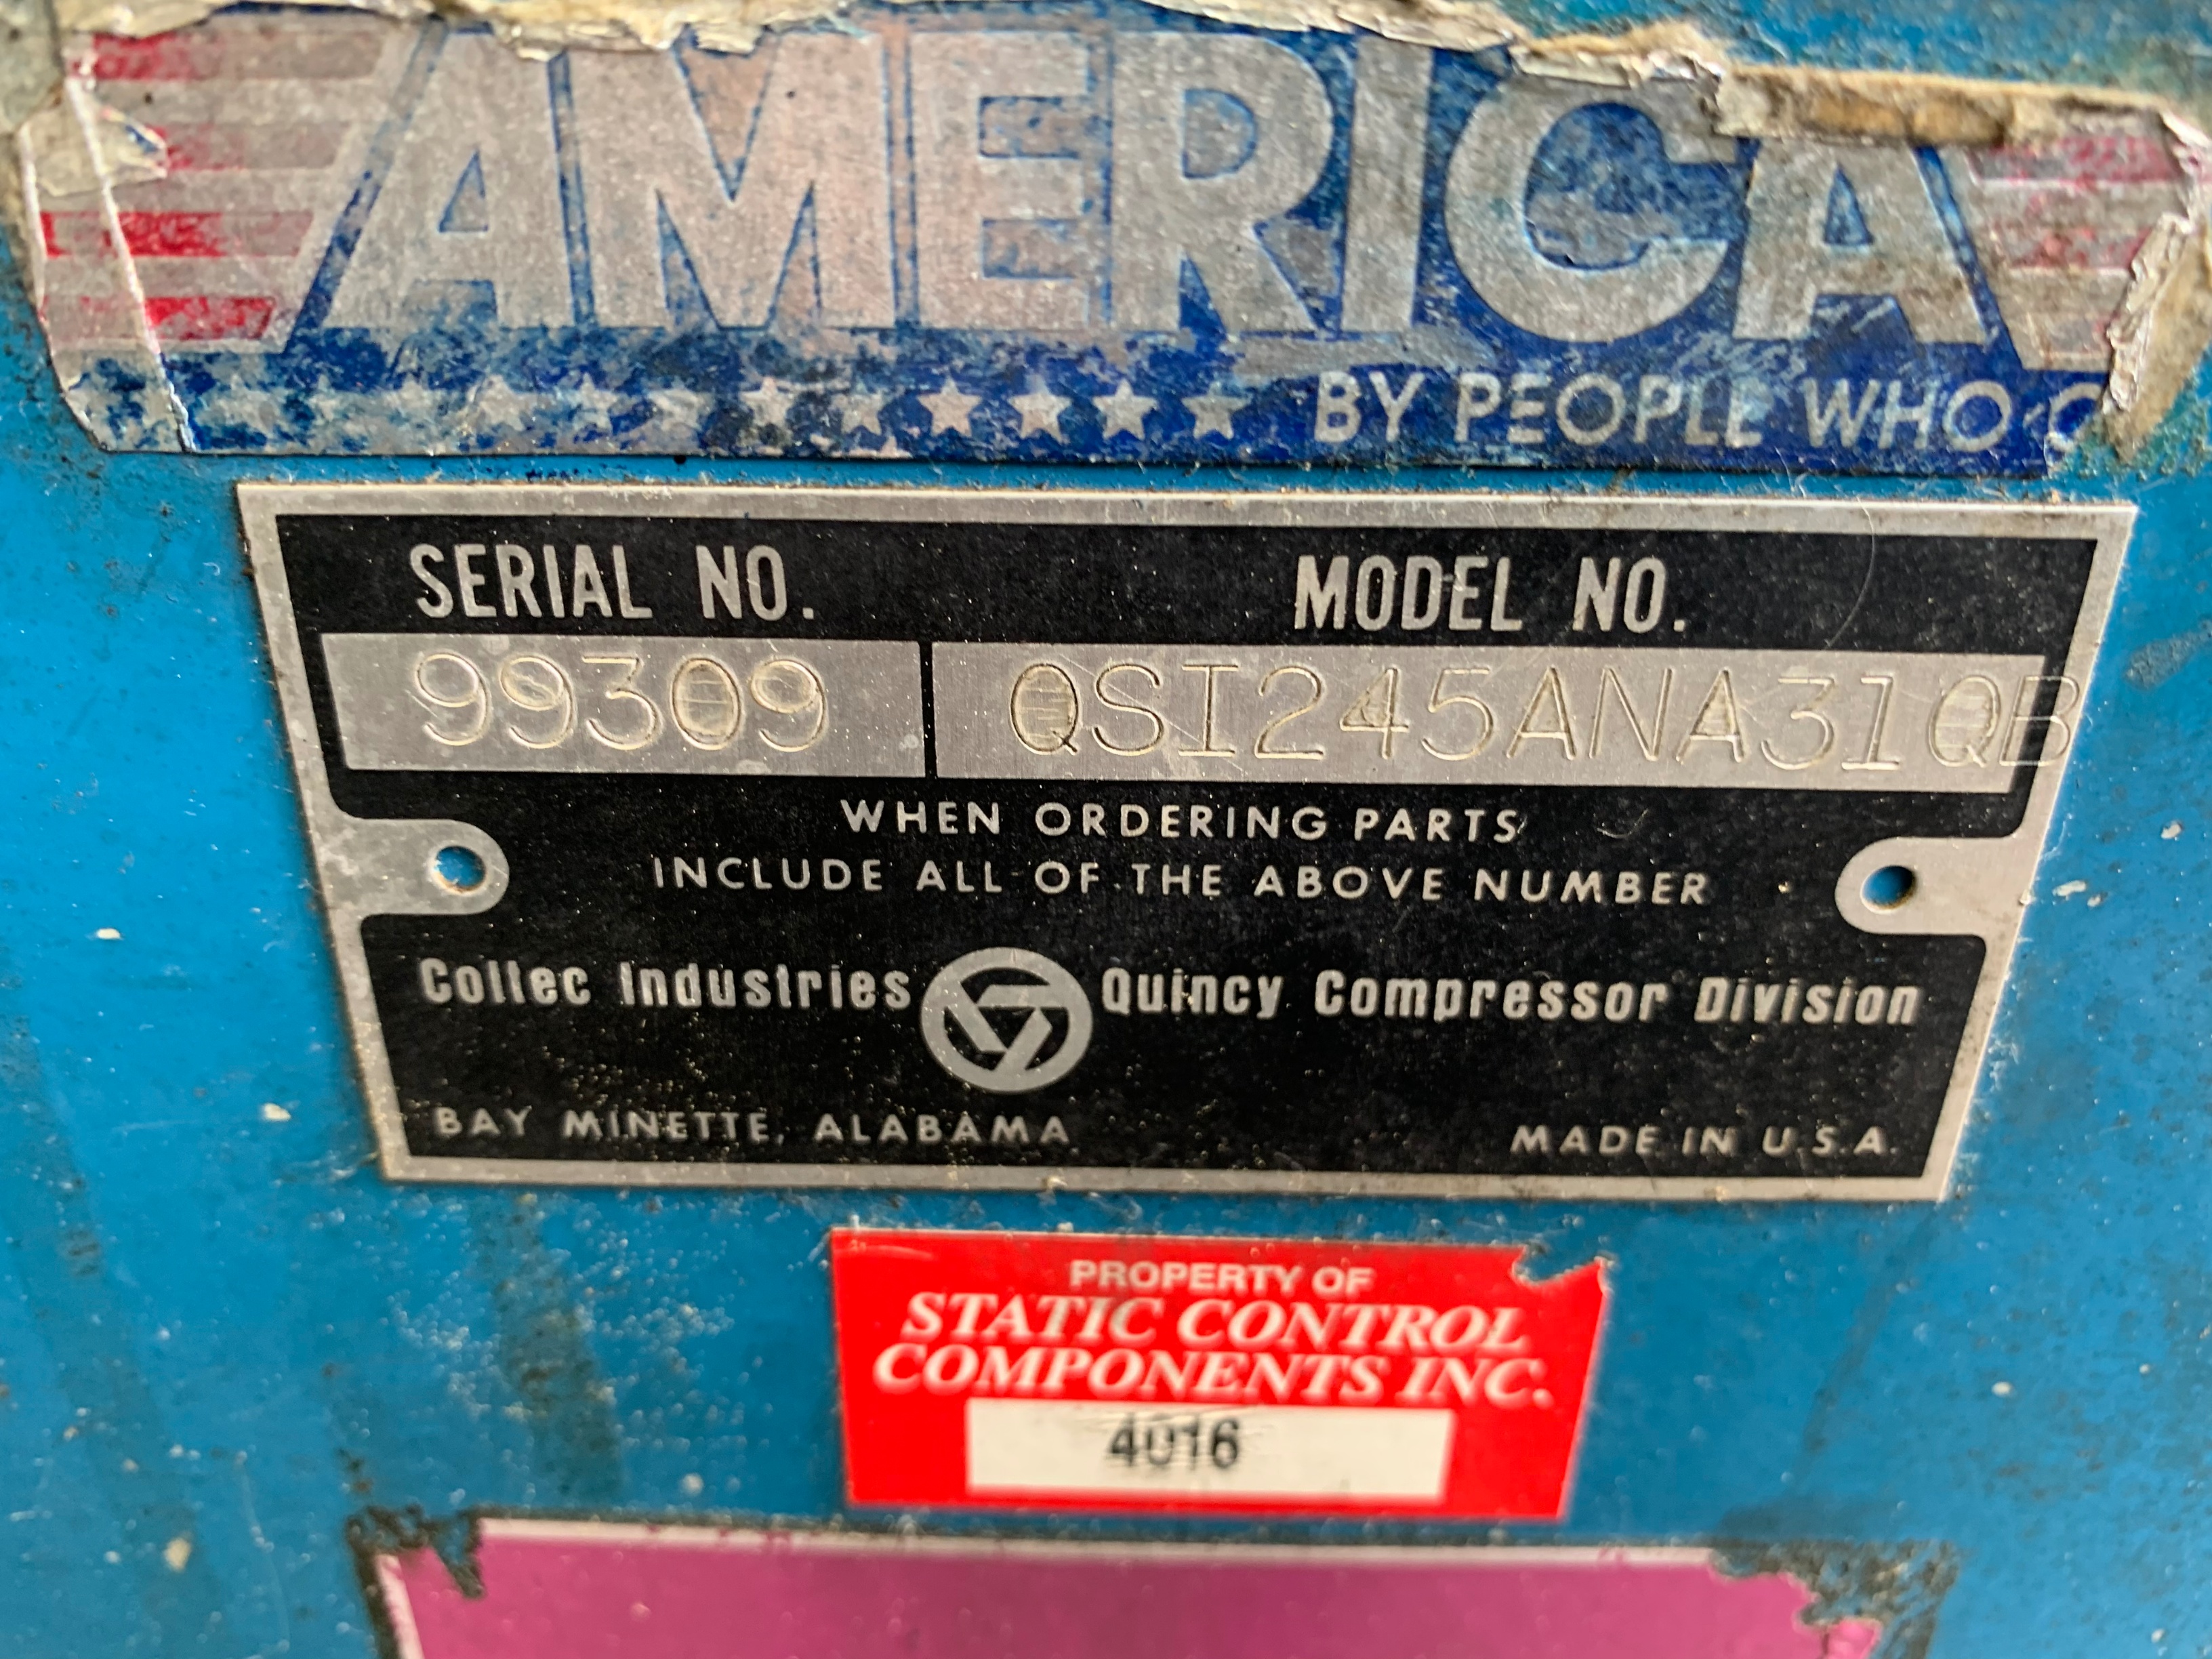 AMERICA
BY PEOPLE WHO
SERIAL NO. MODEL NO.
99309 QSI245ANA31QB
WHEN ORDERING PARTS
INCLUDE ALL OF THE ABOVE NUMBER
Coltec Industries Quincy Compressor Division
BAY MINETTE, ALABAMA MADE IN U.S.A.
PROPERTY OF
STATIC CONTROL
COMPONENTS INC.
4016